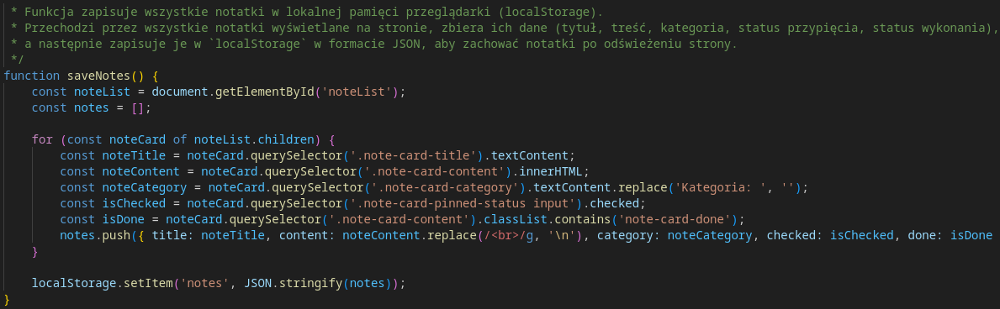 * Funkcja zapisuje wszystkie notatki w lokalnej pamięci przeglądarki (localStorage).
* Przechodzi przez wszystkie notatki wyświetlane na stronie, zbiera ich dane (tytuł, treść, kategoria, status przypięcia, status wykonania),
* a następnie zapisuje je w `localStorage` w formacie JSON, aby zachować notatki po odświeżeniu strony.
*/
function saveNotes() {
    const noteList = document.getElementById('noteList');
    const notes = [];

    for (const noteCard of noteList.children) {
        const noteTitle = noteCard.querySelector('.note-card-title').textContent;
        const noteContent = noteCard.querySelector('.note-card-content').innerHTML;
        const noteCategory = noteCard.querySelector('.note-card-category').textContent.replace('Kategoria: ', '');
        const isChecked = noteCard.querySelector('.note-card-pinned-status input').checked;
        const isDone = noteCard.querySelector('.note-card-content').classList.contains('note-card-done');
        notes.push({ title: noteTitle, content: noteContent.replace(/<br>/g, '\n'), category: noteCategory, checked: isChecked, done: isDone
    }

    localStorage.setItem('notes', JSON.stringify(notes));
}